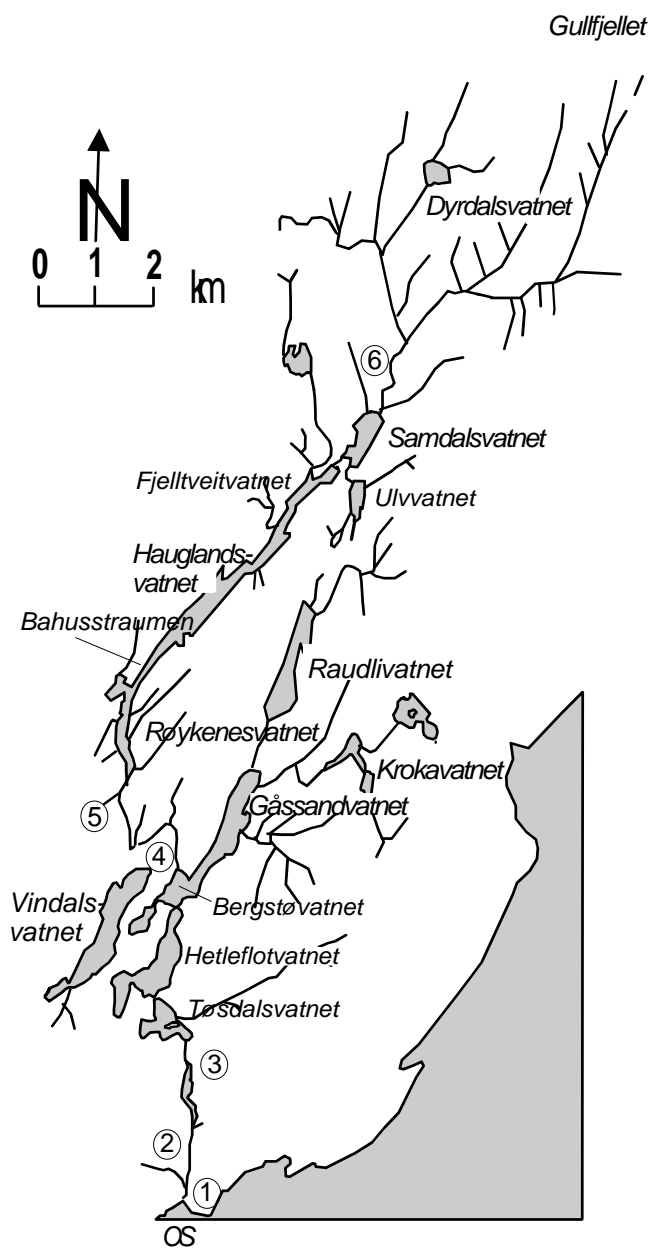 Gullfjellet
N
0 1 2
km
Dyrdalsvatnet
6
Samdalsvatnet
Fjelltveitvatnet
Ulvvatnet
Hauglands-
vatnet
Bahusstraumen
Raudlivatnet
Røykenesvatnet
Krokavatnet
Gåssandvatnet
5
4
Vindals-
vatnet
Bergstøvatnet
Hetleflotvatnet
Tøsdalsvatnet
3
2
1
OS